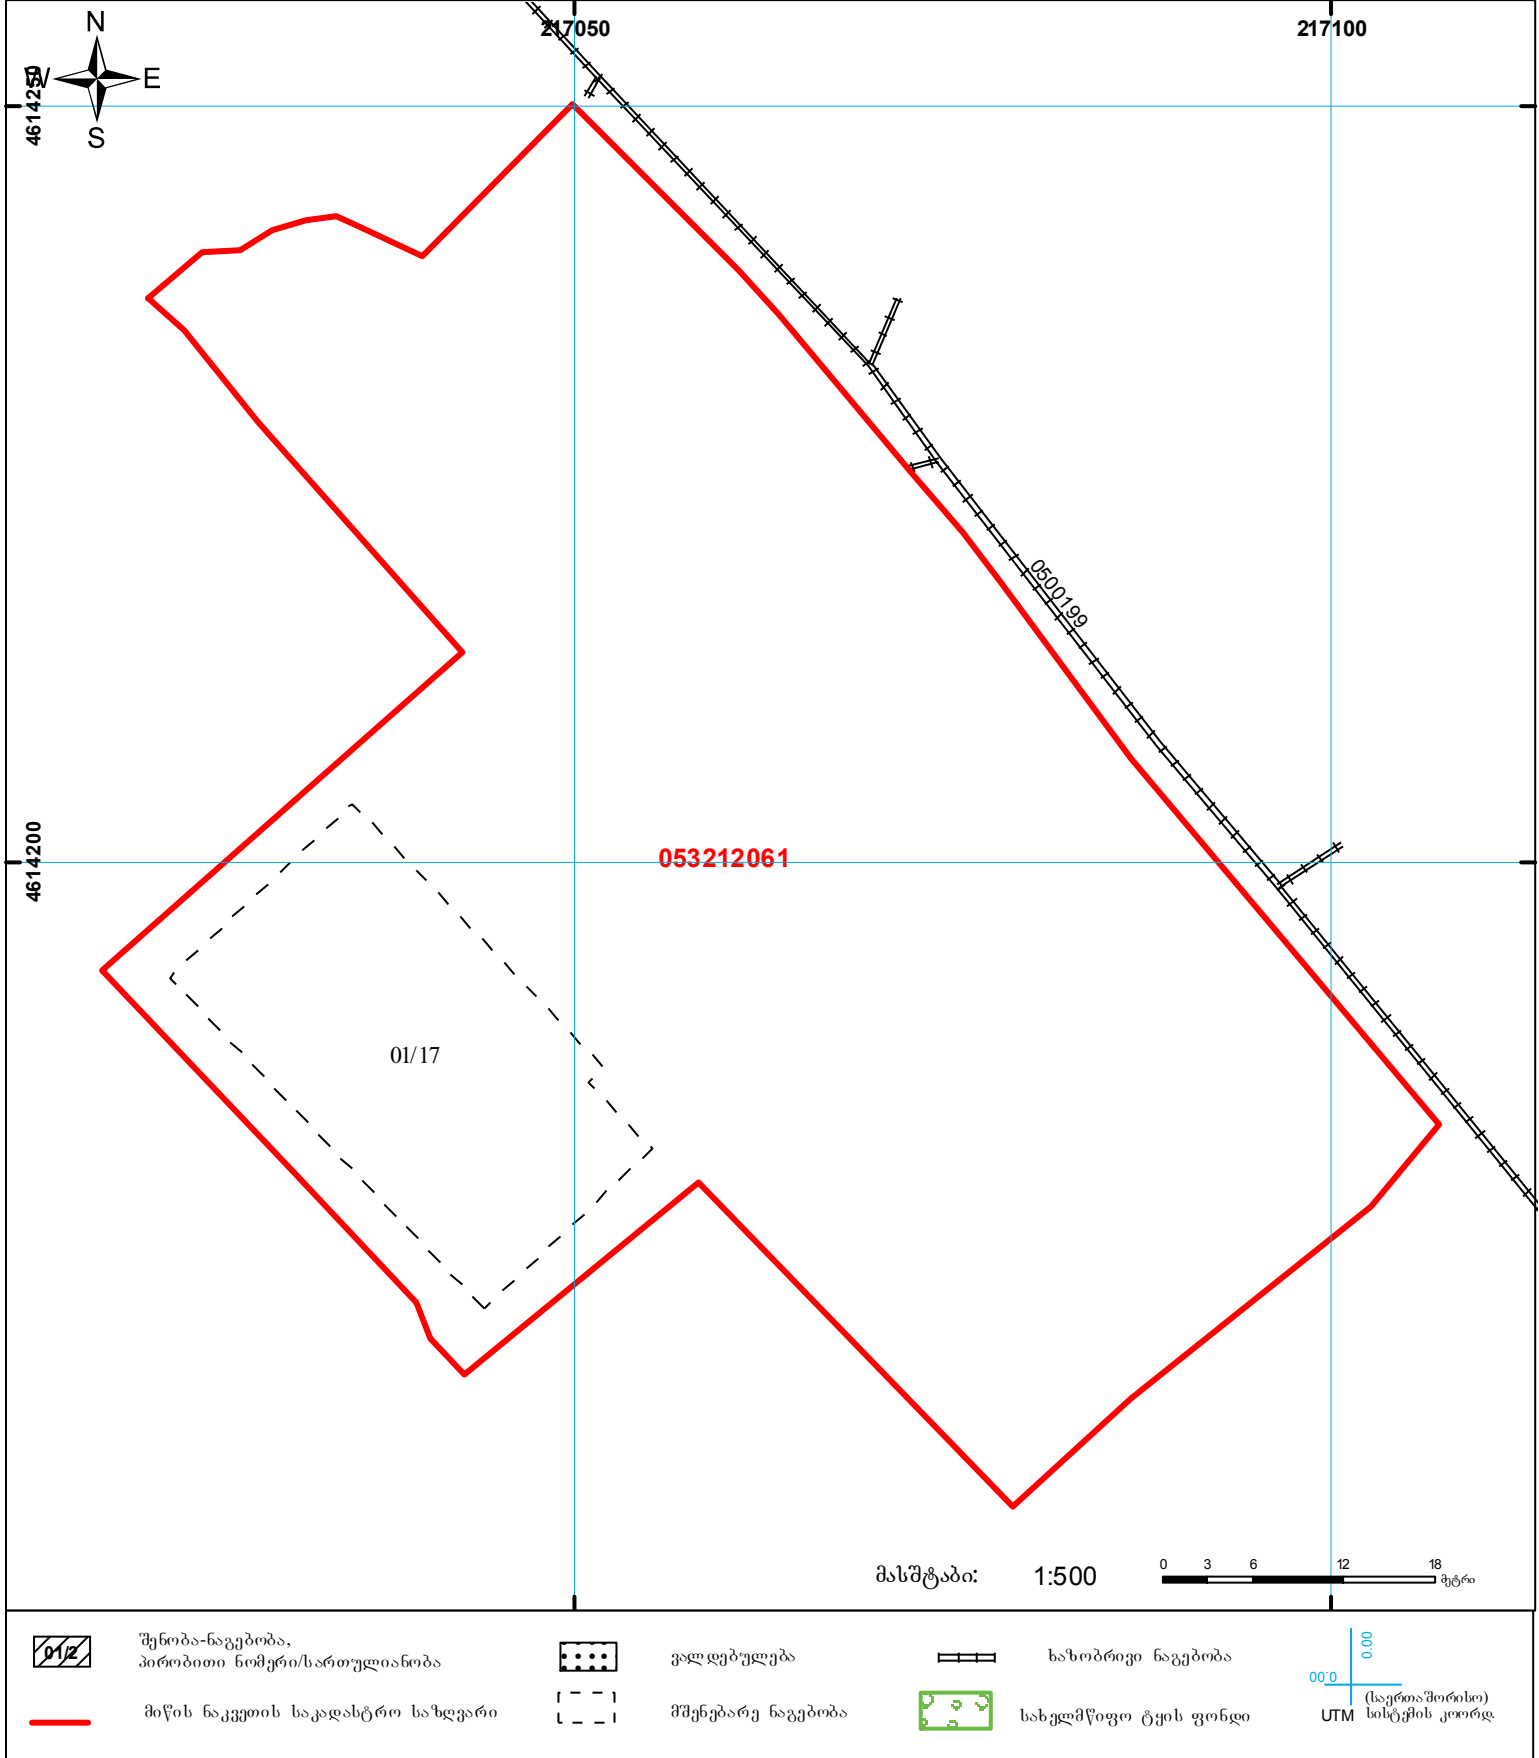 N
W E
S
217050
217100
4614250
4614200
0500199
053212061
01/17
მასშტაბი: 1:500
0 3 6 12 18
მეტრი
01/2
შენობა-ნაგებობა,
პირობითი ნომერი/სართულიანობა
ვალდებულება
ხაზობრივი ნაგებობა
00.0
00.0
მიწის ნაკვეთის საკადასტრო საზღვარი
მშენებარე ნაგებობა
სახელმწიფო ტყის ფონდი
UTM
(საერთაშორისო)
სისტემის კოორდ.